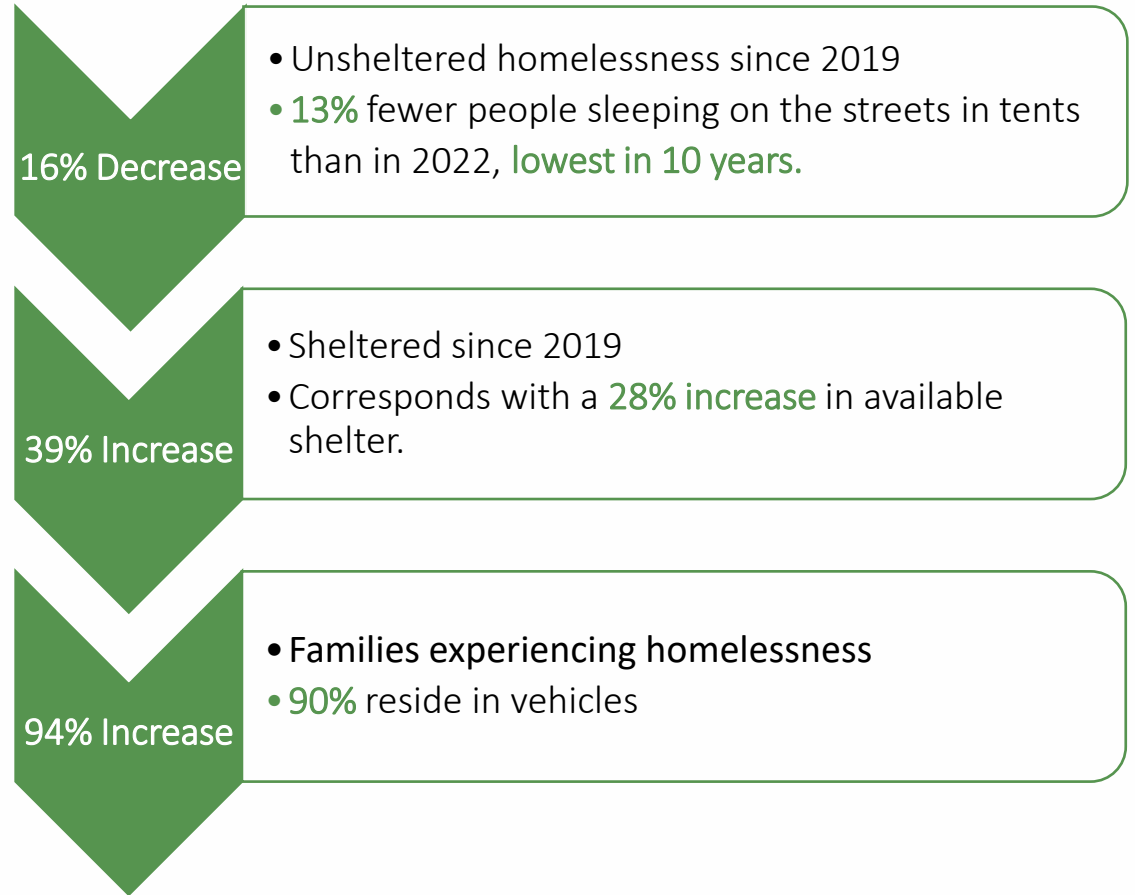 16% Decrease
• Unsheltered homelessness since 2019
• 13% fewer people sleeping on the streets in tents
than in 2022, lowest in 10 years.
39% Increase
• Sheltered since 2019
• Corresponds with a 28% increase in available
shelter.
94% Increase
• Families experiencing homelessness
• 90% reside in vehicles